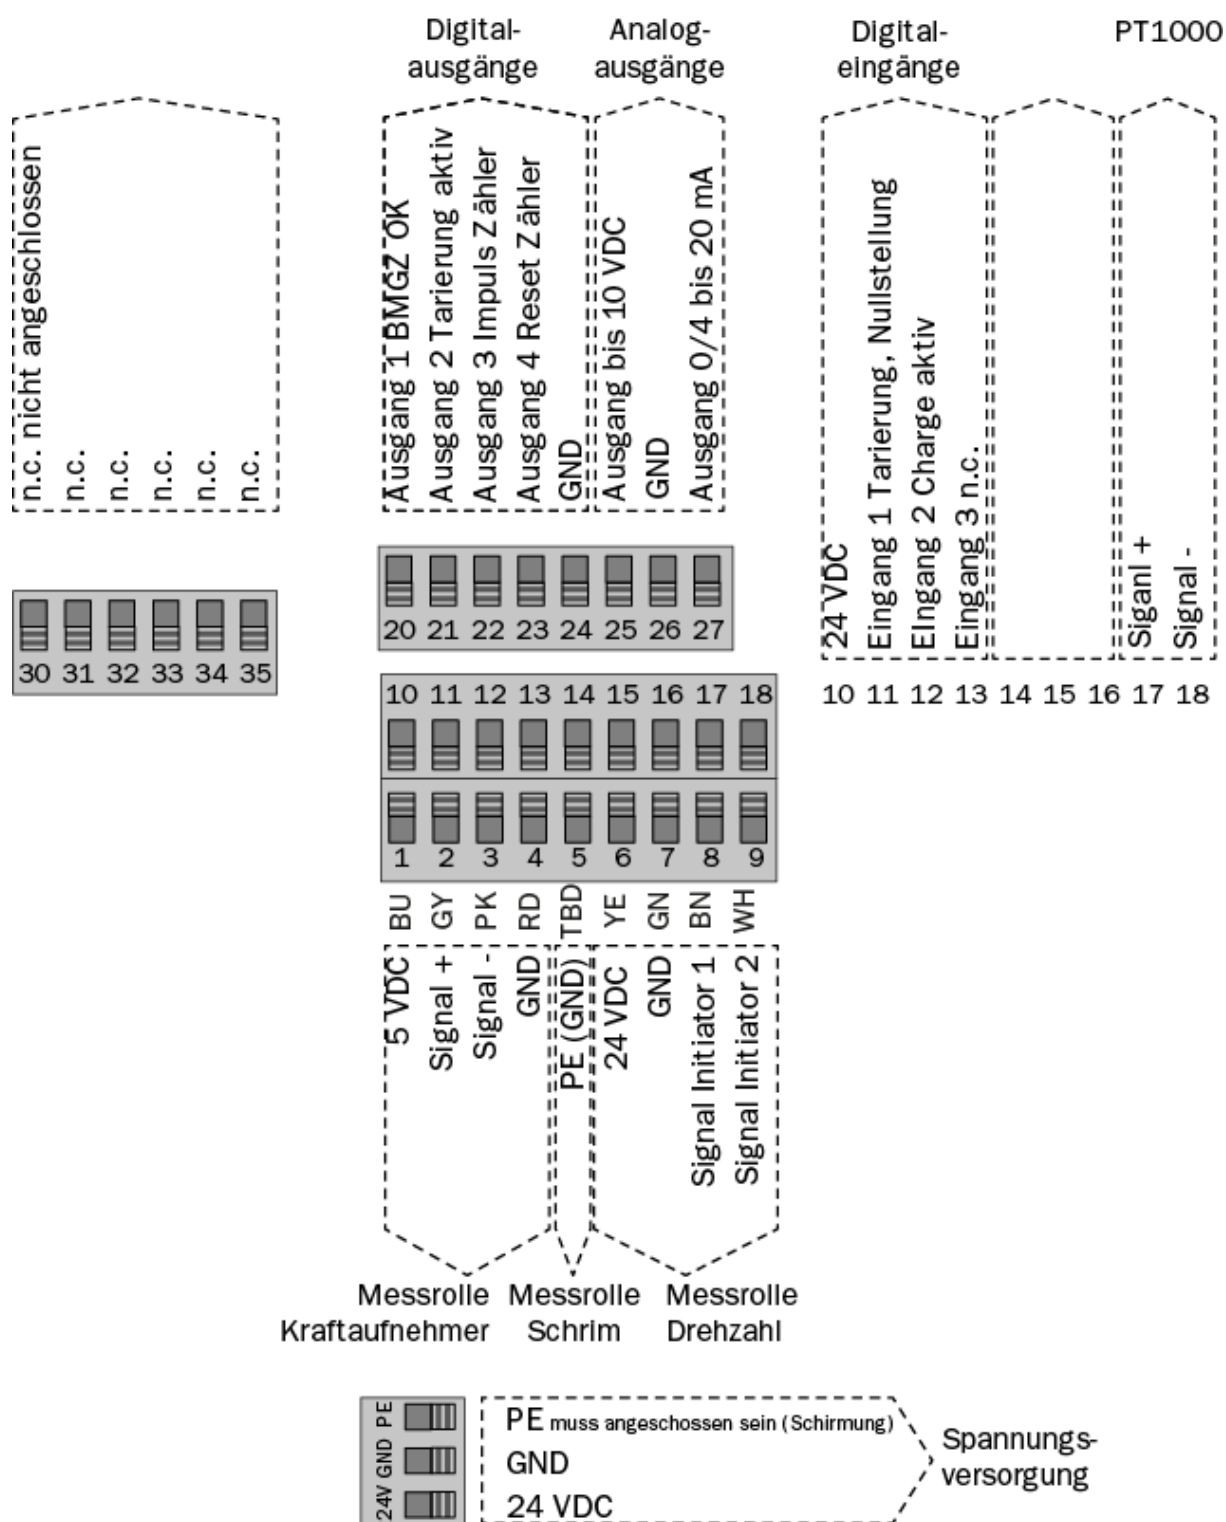 Digital-
ausgänge
Analog-
ausgänge
Digital-
eingänge
PT1000
n.c. nicht angeschlossen
n.c.
n.c.
n.c.
n.c.
n.c.
Ausgang 1 BMGZ OK
Ausgang 2 Tarierung aktiv
Ausgang 3 Impuls Zähler
Ausgang 4 Reset Zähler
GND
Ausgang bis 10 VDC
GND
Ausgang 0/4 bis 20 mA
24 VDC
Eingang 1 Tarierung, Nullstellung
EIngang 2 Charge aktiv
Eingang 3 n.c.
Siganl +
Signal -
30 31 32 33 34 35
20 21 22 23 24 25 26 27
10 11 12 13 14 15 16 17 18
10 11 12 13 14 15 16 17 18
1 2 3 4 5 6 7 8 9
BU
GY
PK
RD
TBD
YE
GN
BN
WH
5 VDC
Signal +
Signal -
GND
PE (GND)
24 VDC
GND
Signal Initiator 1
Signal Initiator 2
Messrolle
Kraftaufnehmer
Messrolle
Schrim
Messrolle
Drehzahl
PE
GND
24V
PE muss angeschossen sein (Schirmung)
GND
24 VDC
Spannungs-
versorgung